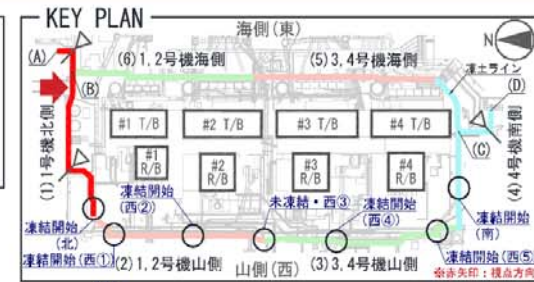 KEY PLAN
海側(東)
N
(A)
(6)1,2号機海側
(5)3,4号機海側
凍土ライン
(B)
(D)
#1 T/B
#2 T/B
#3 T/B
#4 T/B
(C)
(1)1号機北側
(4)4号機南側
#1
R/B
#2
R/B
#3
R/B
#4
R/B
凍結開始
(西②)
未凍結・西③
凍結開始
(西④)
凍結開始
(北)
凍結開始
(南)
凍結開始(西①)
(2)1,2号機山側
山側(西)
(3)3,4号機山側
凍結開始(西⑤)
※赤矢印：視点方向